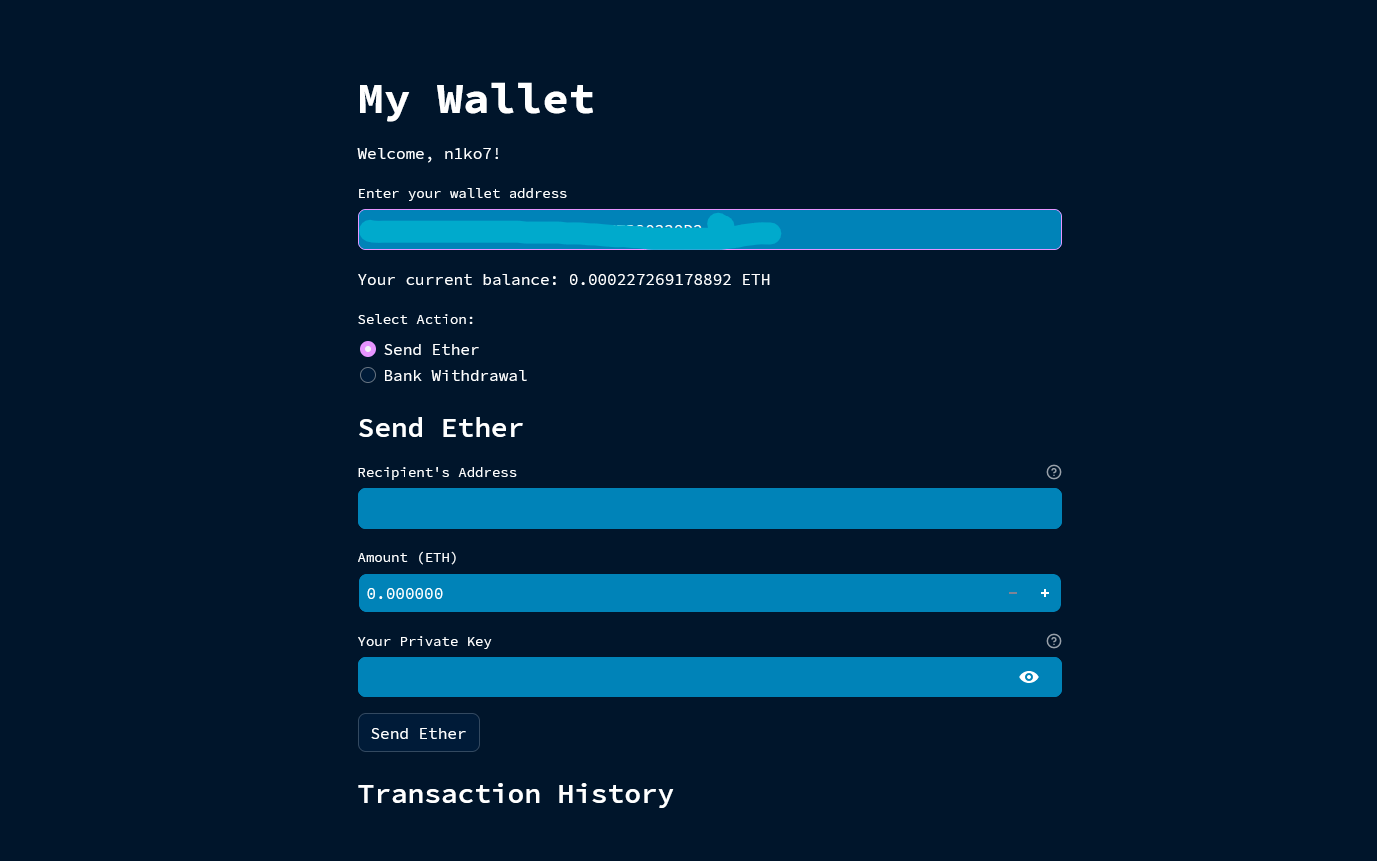 My Wallet
Welcome, n1ko7!
Enter your wallet address
Your current balance: 0.000227269178892 ETH
Select Action:
Send Ether
Bank Withdrawal
Send Ether
Recipient's Address
Amount (ETH)
0.000000
Your Private Key
Send Ether
Transaction History